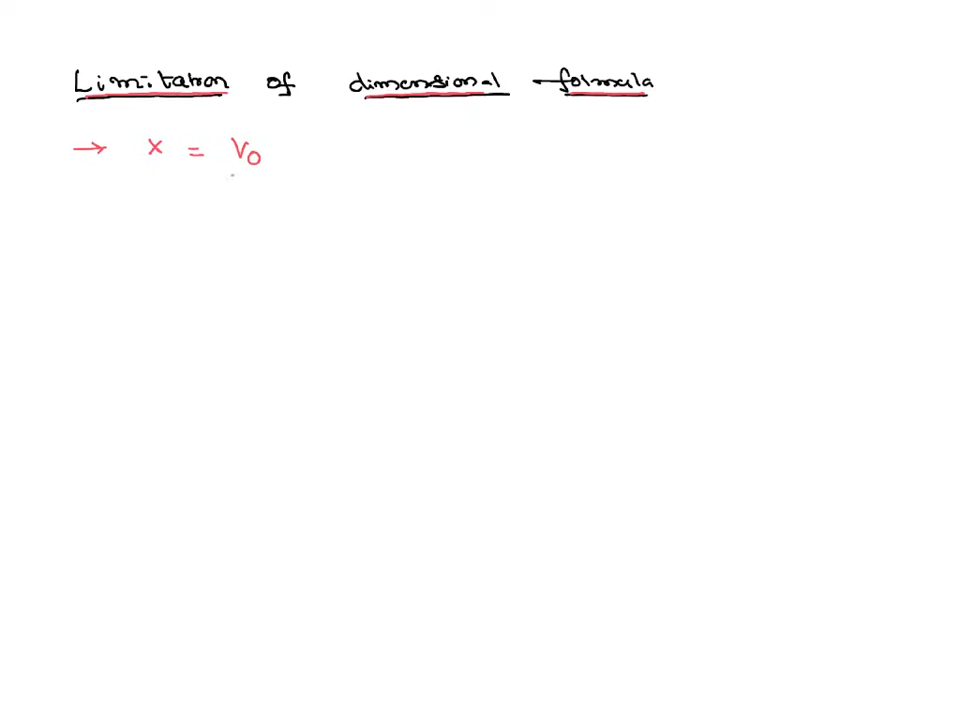 Limitation of dimensional formula
→ x = V₀